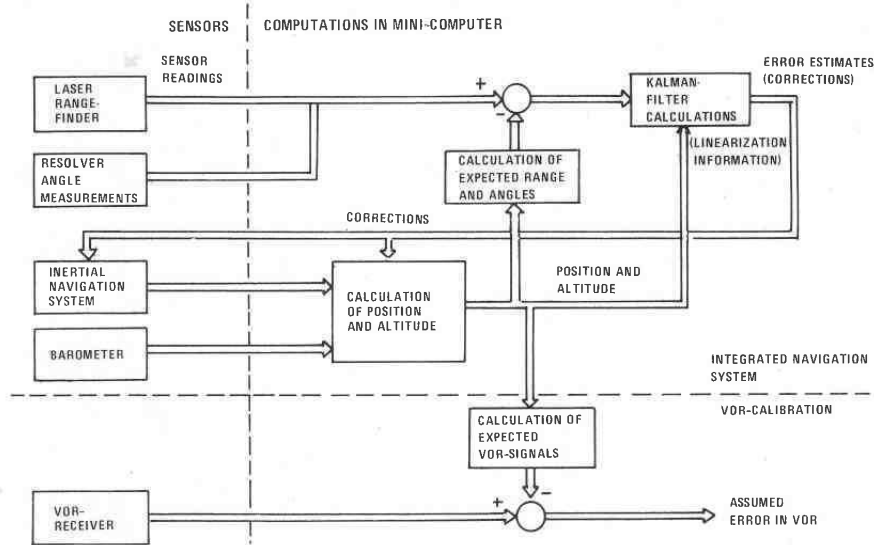 SENSORS
COMPUTATIONS IN MINI-COMPUTER
SENSOR
READINGS
LASER
RANGE-
FINDER
+
-
KALMAN-
FILTER
CALCULATIONS
ERROR ESTIMATES
(CORRECTIONS)
(LINEARIZATION
INFORMATION)
RESOLVER
ANGLE
MEASUREMENTS
CALCULATION OF
EXPECTED RANGE
AND ANGLES
CORRECTIONS
INERTIAL
NAVIGATION
SYSTEM
CALCULATION
OF POSITION
AND ALTITUDE
POSITION AND
ALTITUDE
BAROMETER
INTEGRATED NAVIGATION
SYSTEM
VOR-CALIBRATION
CALCULATION OF
EXPECTED
VOR-SIGNALS
VOR-
RECEIVER
+
-
ASSUMED
ERROR IN VOR